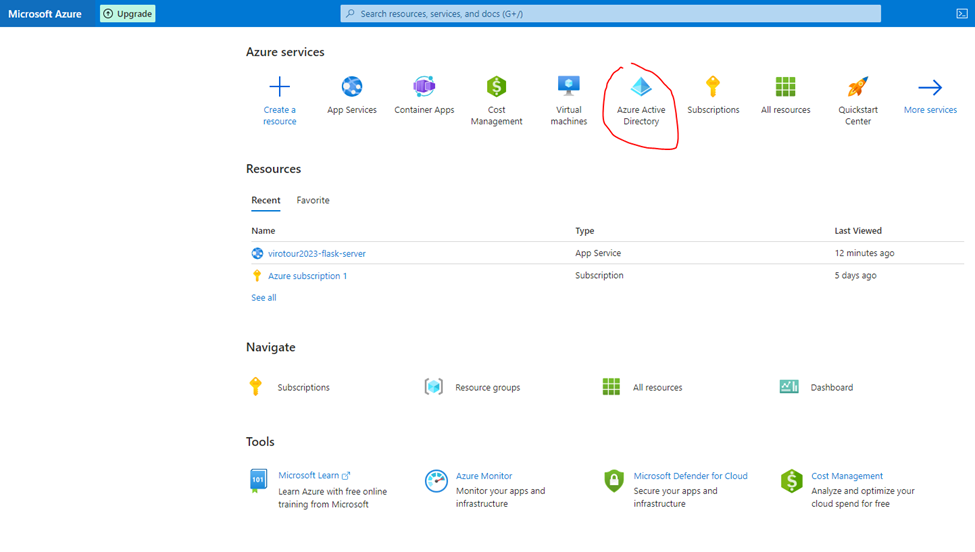 Microsoft Azure
Upgrade
Search resources, services, and docs (G+/)
Azure services
Create a
resource
App Services
Container Apps
Cost
Management
Virtual
machines
Azure Active
Directory
Subscriptions
All resources
Quickstart
Center
More services
Resources
Recent
Favorite
Name
Type
Last Viewed
virotour2023-flask-server
App Service
12 minutes ago
Azure subscription 1
Subscription
5 days ago
See all
Navigate
Subscriptions
Resource groups
All resources
Dashboard
Tools
101
Microsoft Learn
Learn Azure with free online
training from Microsoft
Azure Monitor
Monitor your apps and
infrastructure
Microsoft Defender for Cloud
Secure your apps and
infrastructure
Cost Management
Analyze and optimize your
cloud spend for free